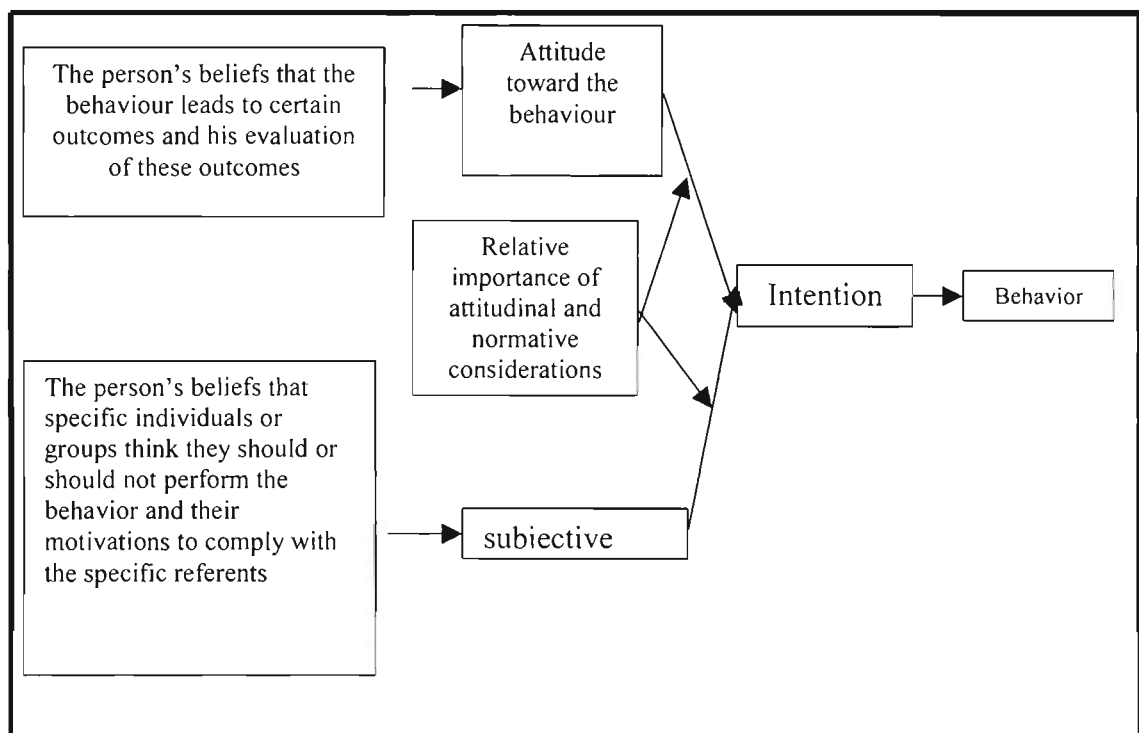 The person's beliefs that the
behaviour leads to certain
outcomes and his evaluation
of these outcomes
Attitude
toward the
behaviour
Relative
importance of
attitudinal and
normative
considerations
Intention
Behavior
The person's beliefs that
specific individuals or
groups think they should or
should not perform the
behavior and their
motivations to comply with
the specific referents
subiective